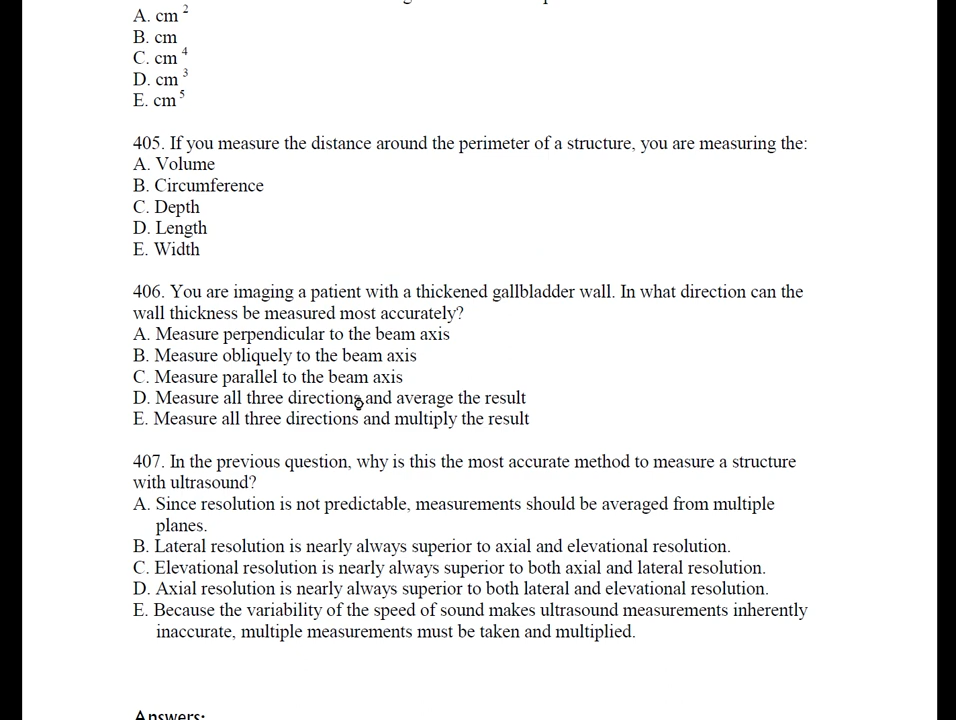 A. cm 2
B. cm
C. cm 4
D. cm 3
E. cm 5
405. If you measure the distance around the perimeter of a structure, you are measuring the:
A. Volume
B. Circumference
C. Depth
D. Length
E. Width
406. You are imaging a patient with a thickened gallbladder wall. In what direction can the
wall thickness be measured most accurately?
A. Measure perpendicular to the beam axis
B. Measure obliquely to the beam axis
C. Measure parallel to the beam axis
D. Measure all three directions and average the result
E. Measure all three directions and multiply the result
407. In the previous question, why is this the most accurate method to measure a structure
with ultrasound?
A. Since resolution is not predictable, measurements should be averaged from multiple
planes.
B. Lateral resolution is nearly always superior to axial and elevational resolution.
C. Elevational resolution is nearly always superior to both axial and lateral resolution.
D. Axial resolution is nearly always superior to both lateral and elevational resolution.
E. Because the variability of the speed of sound makes ultrasound measurements inherently
inaccurate, multiple measurements must be taken and multiplied.
Answers: